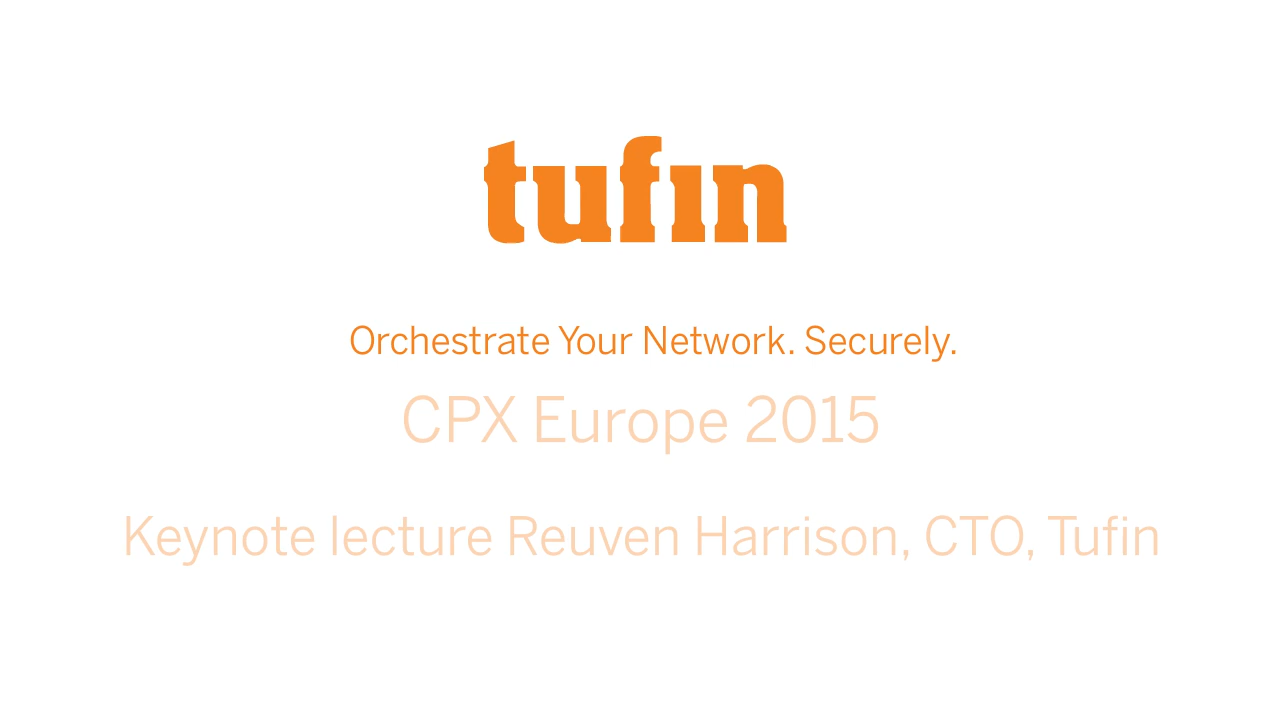 tufin
Orchestrate Your Network. Securely.
CPX Europe 2015
Keynote lecture Reuven Harrison, CTO, Tufin